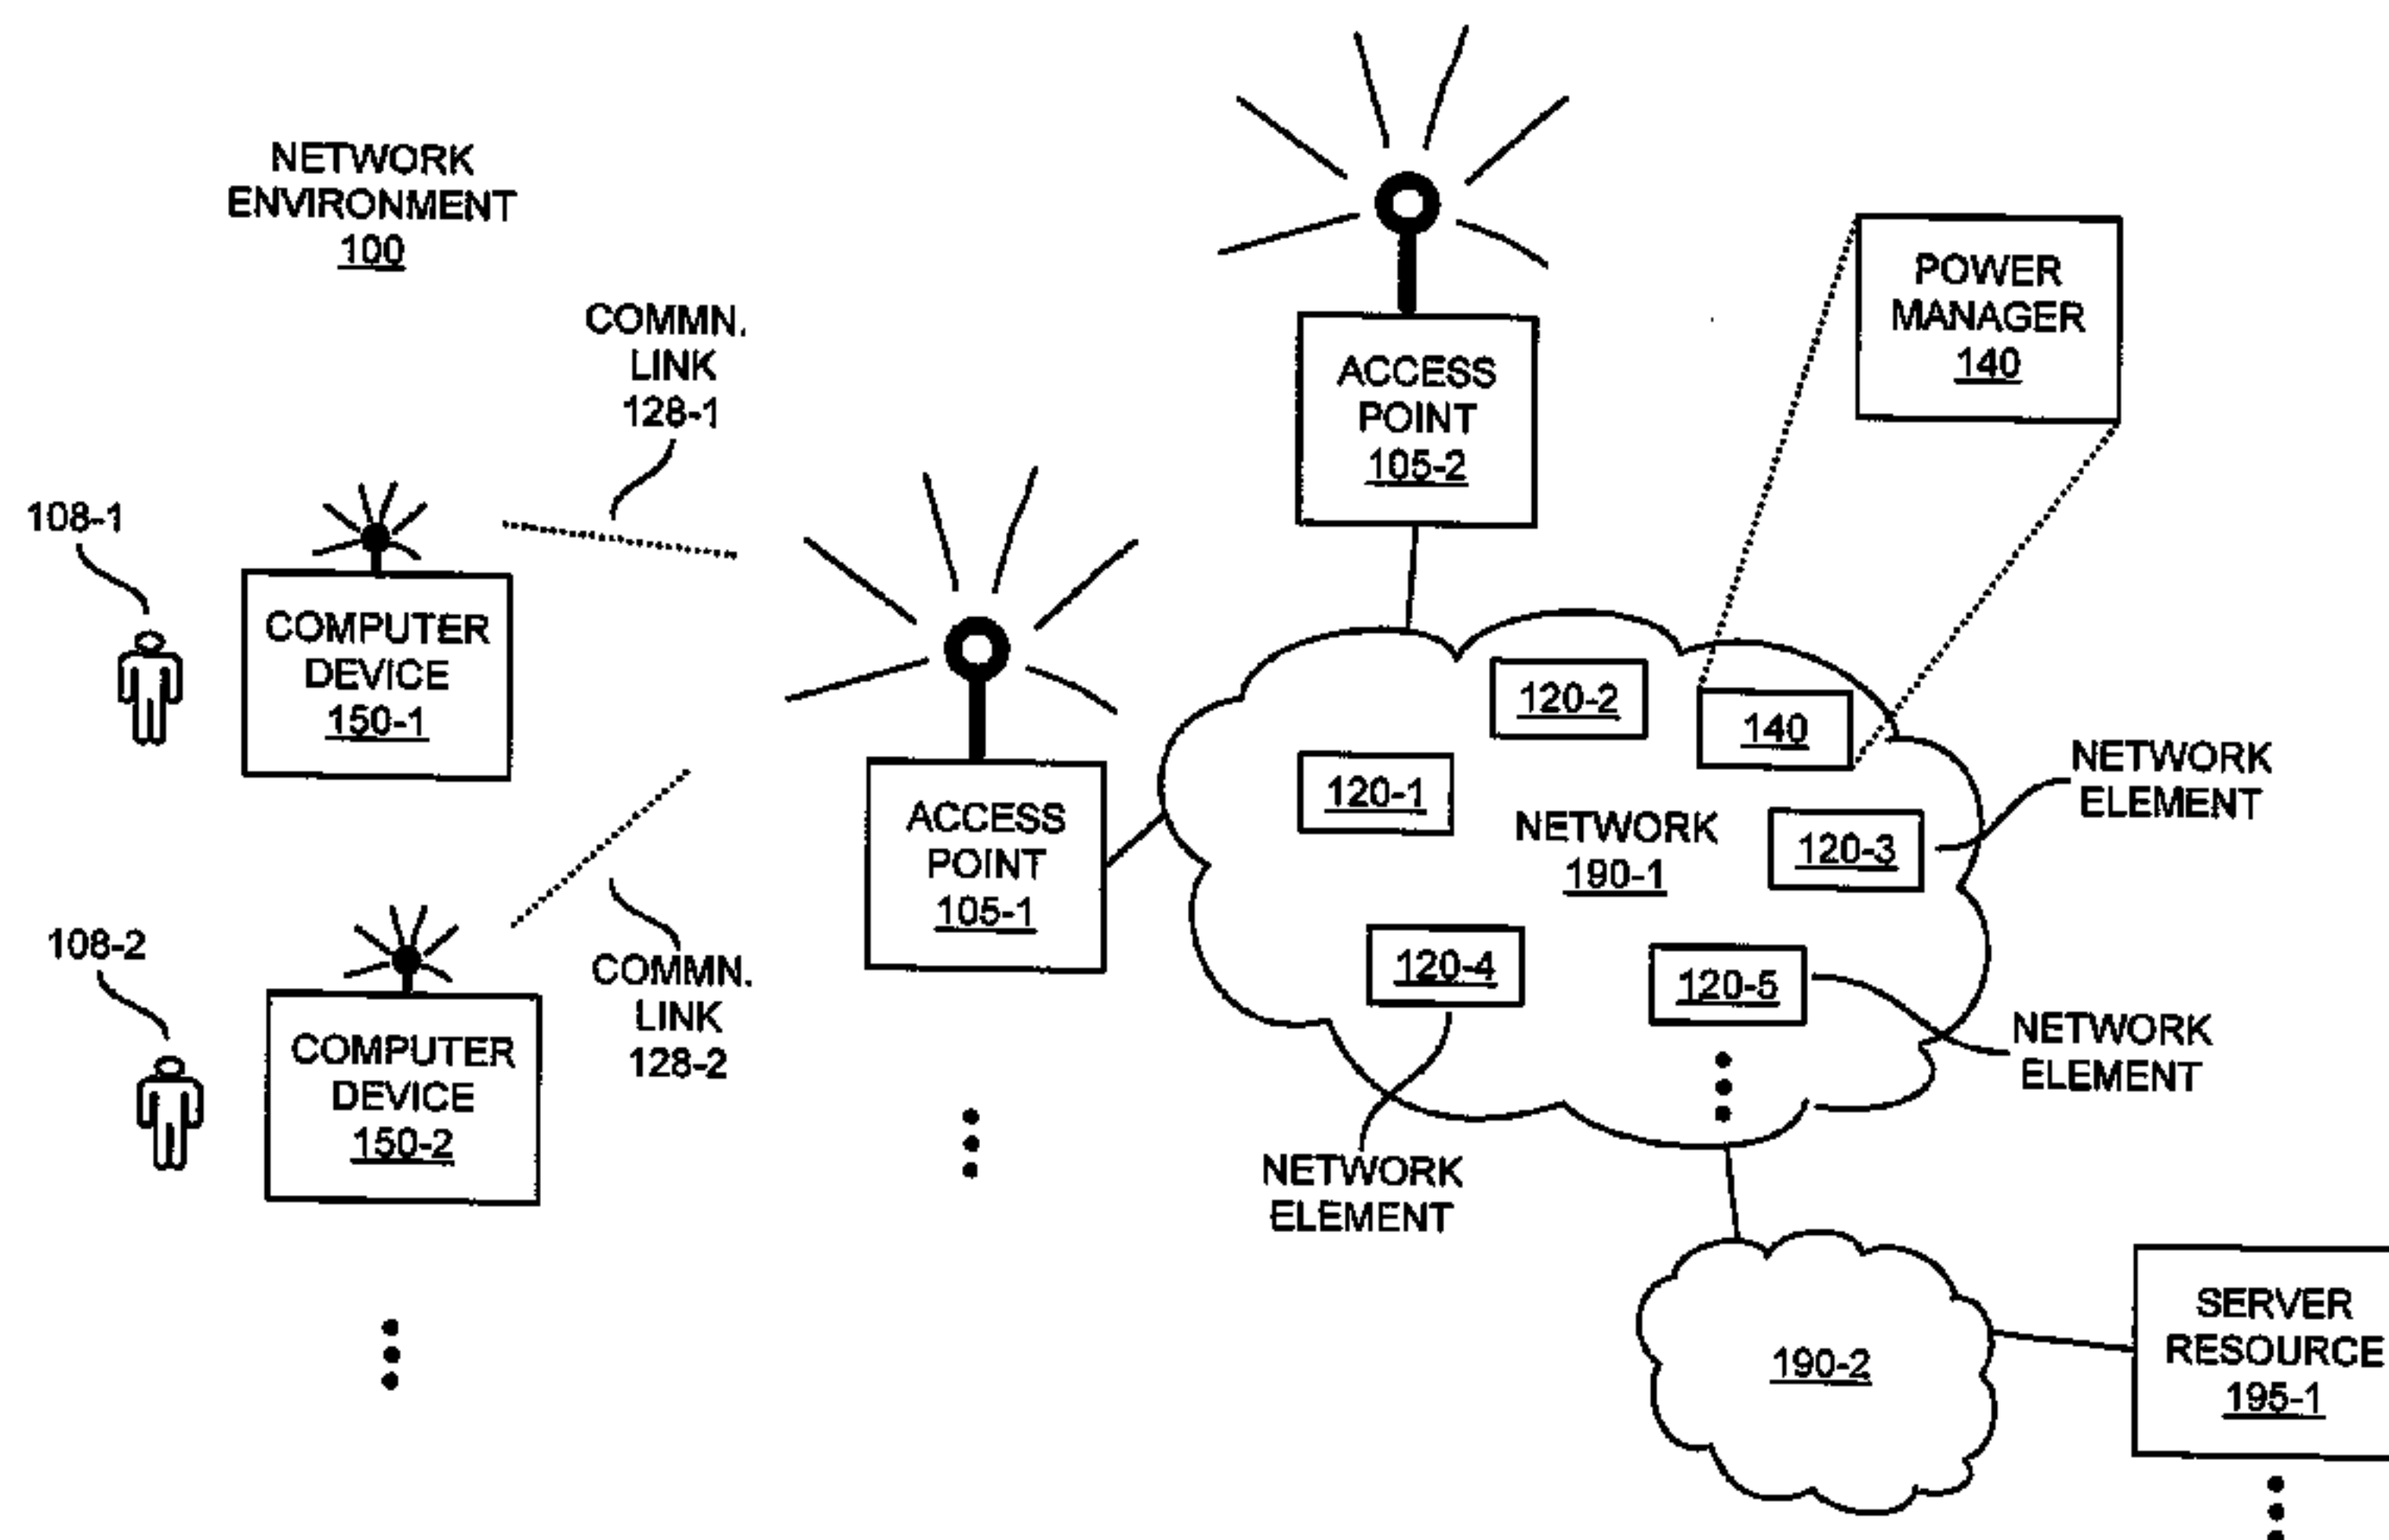 NETWORK
ENVIRONMENT
100
COMMN.
LINK
128-1
108-1
COMPUTER
DEVICE
150-1
108-2
COMPUTER
DEVICE
150-2
COMMN.
LINK
128-2
ACCESS
POINT
105-1
ACCESS
POINT
105-2
POWER
MANAGER
140
120-2
140
120-1
NETWORK
190-1
120-3
NETWORK
ELEMENT
120-4
120-5
NETWORK
ELEMENT
NETWORK
ELEMENT
190-2
SERVER
RESOURCE
195-1